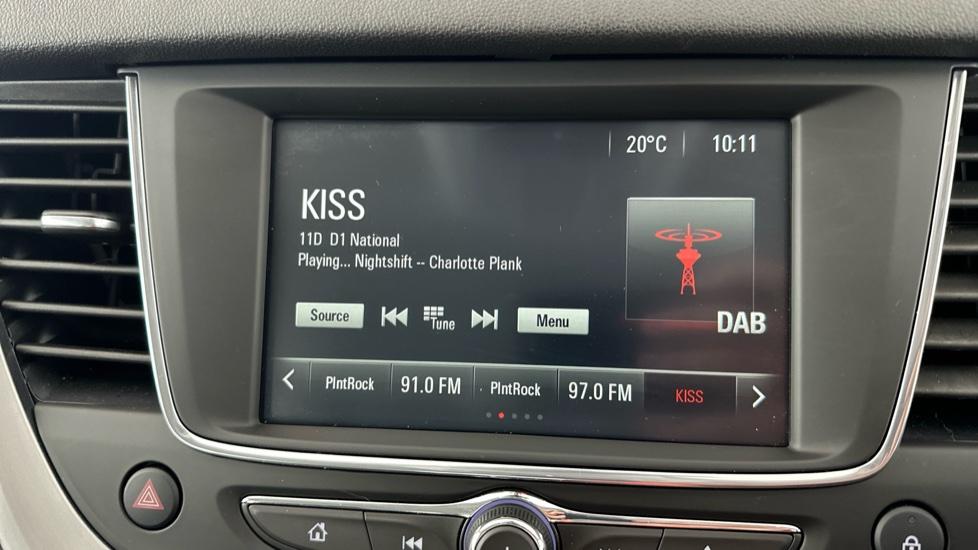 20°C 10:11
KISS
11D D1 National
Playing... Nightshift -- Charlotte Plank
Source Tune Menu
DAB
PlntRock 91.0 FM PlntRock 97.0 FM KISS